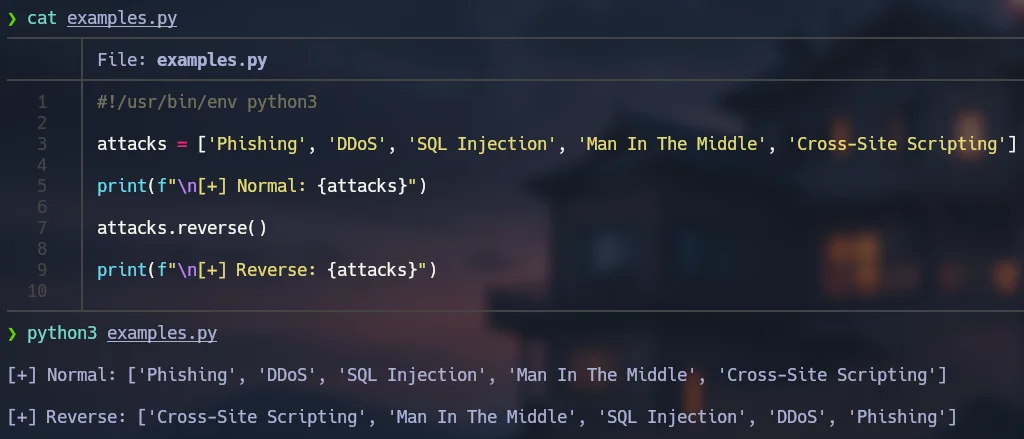 ❯ cat examples.py
File: examples.py
1 #!/usr/bin/env python3
2
3 attacks = ['Phishing', 'DDoS', 'SQL Injection', 'Man In The Middle', 'Cross-Site Scripting']
4
5 print(f"\n[+] Normal: {attacks}")
6
7 attacks.reverse()
8
9 print(f"\n[+] Reverse: {attacks}")
10
❯ python3 examples.py
[+] Normal: ['Phishing', 'DDoS', 'SQL Injection', 'Man In The Middle', 'Cross-Site Scripting']
[+] Reverse: ['Cross-Site Scripting', 'Man In The Middle', 'SQL Injection', 'DDoS', 'Phishing']